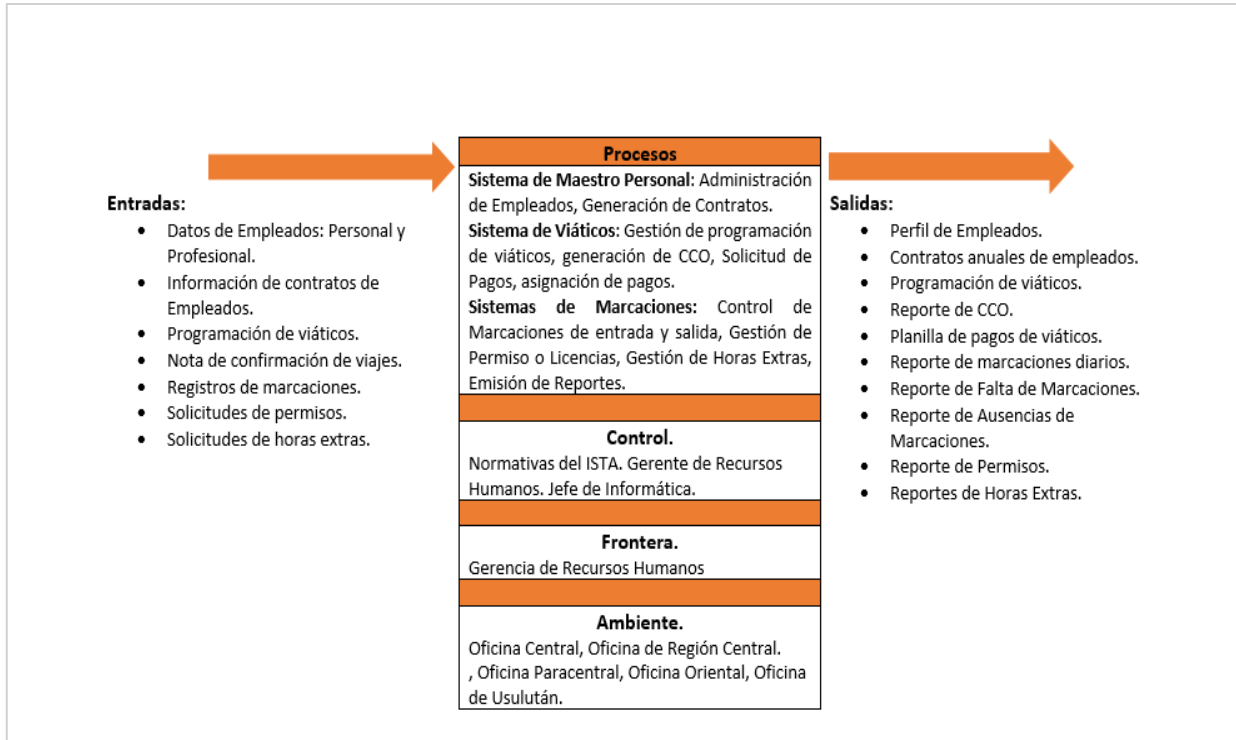 Entradas:
• Datos de Empleados: Personal y
Profesional.
• Información de contratos de
Empleados.
• Programación de viáticos.
• Nota de confirmación de viajes.
• Registros de marcaciones.
• Solicitudes de permisos.
• Solicitudes de horas extras.
Procesos
Sistema de Maestro Personal: Administración
de Empleados, Generación de Contratos.
Sistema de Viáticos: Gestión de programación
de viáticos, generación de CCO, Solicitud de
Pagos, asignación de pagos.
Sistemas de Marcaciones: Control de
Marcaciones de entrada y salida, Gestión de
Permiso o Licencias, Gestión de Horas Extras,
Emisión de Reportes.
Control.
Normativas del ISTA. Gerente de Recursos
Humanos. Jefe de Informática.
Frontera.
Gerencia de Recursos Humanos
Ambiente.
Oficina Central, Oficina de Región Central.
, Oficina Paracentral, Oficina Oriental, Oficina
de Usulután.
Salidas:
• Perfil de Empleados.
• Contratos anuales de empleados.
• Programación de viáticos.
• Reporte de CCO.
• Planilla de pagos de viáticos.
• Reporte de marcaciones diarios.
• Reporte de Falta de Marcaciones.
• Reporte de Ausencias de
Marcaciones.
• Reporte de Permisos.
• Reportes de Horas Extras.